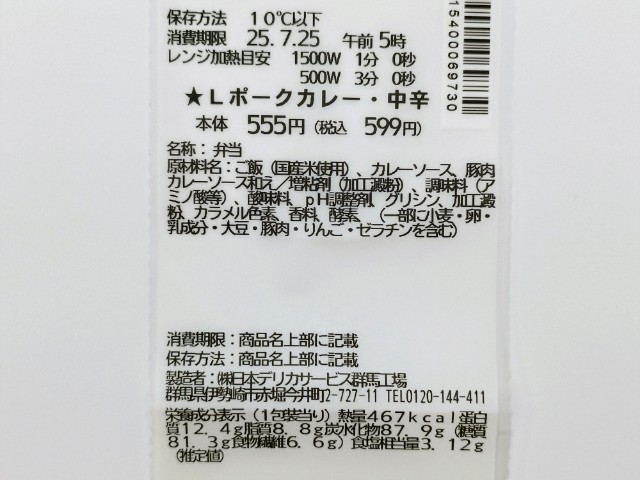 保存方法 10℃以下
消費期限 25.7.25 午前5時
レンジ加熱目安 1500W 1分 0秒
500W 3分 0秒
★Lポークカレー・中辛
本体 555円(税込 599円)
名称:弁当
原材料名:ご飯(国産米使用)、カレーソース、豚肉
カレーソース和え/増粘剤(加工澱粉)、調味料(ア
ミノ酸等)、酸味料、pH調整剤、グリシン、加工澱
粉、カラメル色素、香料、酵素、(一部に小麦・卵・
乳成分・大豆・豚肉・りんご・ゼラチンを含む)
消費期限:商品名上部に記載
保存方法:商品名上部に記載
製造者:㈱日本デリカサービス群馬工場
群馬県伊勢崎市赤堀今井町2-727-11 TEL0120-144-411
栄養成分表示(1包装当り)熱量467kcal蛋白
質12.4g脂質8.8g炭水化物87.9g(糖質
81.3g食物繊維6.6g)食塩相当量3.12g
(推定値)
15400069730